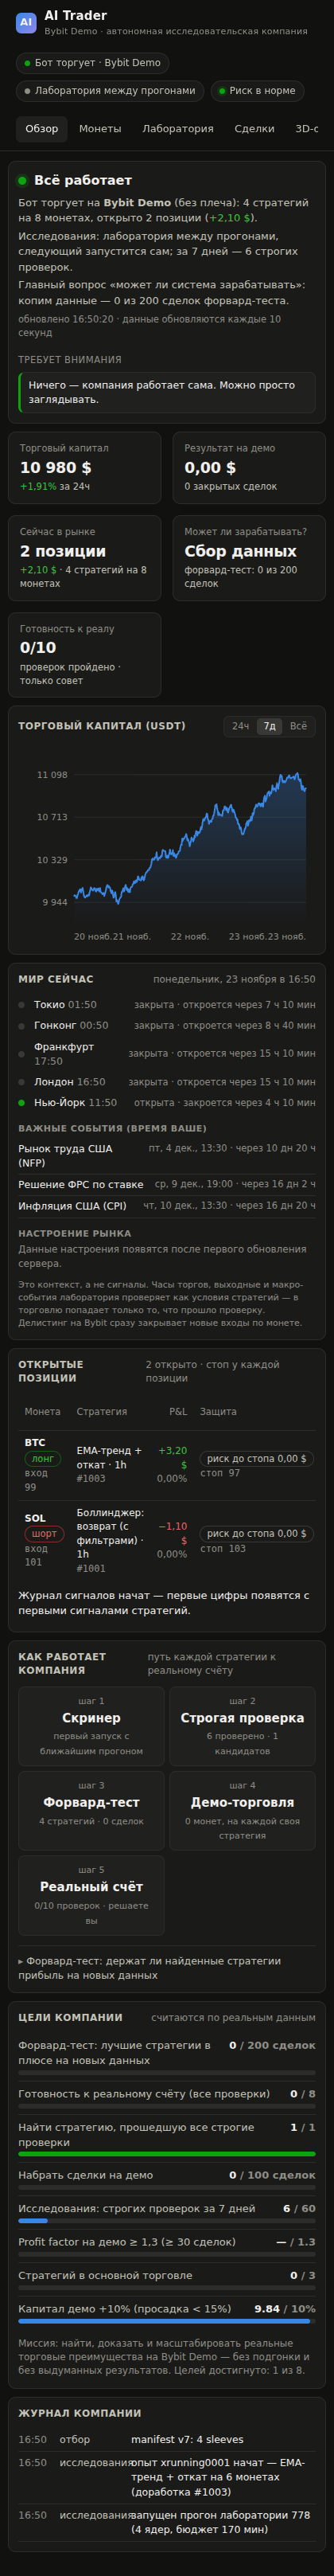 AI
AI Trader
Bybit Demo · автономная исследовательская компания
Бот торгует · Bybit Demo
Лаборатория между прогонами
Риск в норме
Обзор Монеты Лаборатория Сделки 3D-о
Всё работает
Бот торгует на Bybit Demo (без плеча): 4 стратегий
на 8 монетах, открыто 2 позиции (+2,10 $).
Исследования: лаборатория между прогонами,
следующий запустится сам; за 7 дней — 6 строгих
проверок.
Главный вопрос «может ли система зарабатывать»:
копим данные — 0 из 200 сделок форвард-теста.
обновлено 16:50:20 · данные обновляются каждые 10
секунд
ТРЕБУЕТ ВНИМАНИЯ
Ничего — компания работает сама. Можно просто
заглядывать.
Торговый капитал
10 980 $
+1,91% за 24ч
Результат на демо
0,00 $
0 закрытых сделок
Сейчас в рынке
2 позиции
+2,10 $ · 4 стратегий на 8
монетах
Может ли зарабатывать?
Сбор данных
форвард-тест: 0 из 200
сделок
Готовность к реалу
0/10
проверок пройдено ·
только совет
ТОРГОВЫЙ КАПИТАЛ (USDT)
24ч 7д Всё
11 098
10 713
10 329
9 944
20 нояб. 21 нояб. 22 нояб. 23 нояб. 23 нояб.
МИР СЕЙЧАС
понедельник, 23 ноября в 16:50
Токио 01:50 закрыта · откроется через 7 ч 10 мин
Гонконг 00:50 закрыта · откроется через 8 ч 40 мин
Франкфурт
17:50 закрыта · откроется через 15 ч 10 мин
Лондон 16:50 закрыта · откроется через 15 ч 10 мин
Нью-Йорк 11:50 открыта · закроется через 4 ч 10 мин
ВАЖНЫЕ СОБЫТИЯ (ВРЕМЯ ВАШЕ)
Рынок труда США
(NFP)
пт, 4 дек., 13:30 · через 10 дн 20 ч
Решение ФРС по ставке ср, 9 дек., 19:00 · через 16 дн 2 ч
Инфляция США (CPI) чт, 10 дек., 13:30 · через 16 дн 20 ч
НАСТРОЕНИЕ РЫНКА
Данные настроения появятся после первого обновления
сервера.
Это контекст, а не сигналы. Часы торгов, выходные и макро-
события лаборатория проверяет как условия стратегий — в
торговлю попадает только то, что прошло проверку.
Делистинг на Bybit сразу закрывает новые входы по монете.
ОТКРЫТЫЕ
ПОЗИЦИИ
2 открыто · стоп у каждой
позиции
Монета Стратегия P&L Защита
BTC
лонг
вход
99
EMA-тренд +
откат · 1h
#1003
+3,20
$
0,00%
риск до стопа 0,00 $
стоп 97
SOL
шорт
вход
101
Боллинджер:
возврат (с
фильтрами) ·
1h
#1001
−1,10
$
0,00%
риск до стопа 0,00 $
стоп 103
Журнал сигналов начат — первые цифры появятся с
первыми сигналами стратегий.
КАК РАБОТАЕТ
КОМПАНИЯ
путь каждой стратегии к
реальному счёту
шаг 1
Скринер
первый запуск с
ближайшим прогоном
шаг 2
Строгая проверка
6 проверено · 1
кандидатов
шаг 3
Форвард-тест
4 стратегий · 0 сделок
шаг 4
Демо-торговля
0 монет, на каждой своя
стратегия
шаг 5
Реальный счёт
0/10 проверок · решаете
вы
▸ Форвард-тест: держат ли найденные стратегии
прибыль на новых данных
ЦЕЛИ КОМПАНИИ
считаются по реальным данным
Форвард-тест: лучшие стратегии в
плюсе на новых данных
0 / 200 сделок
Готовность к реальному счёту (все проверки) 0 / 8
Найти стратегию, прошедшую все строгие
проверки
1 / 1
Набрать сделки на демо 0 / 100 сделок
Исследования: строгих проверок за 7 дней 6 / 60
Profit factor на демо ≥ 1,3 (≥ 30 сделок) — / 1.3
Стратегий в основной торговле 0 / 3
Капитал демо +10% (просадка < 15%) 9.84 / 10%
Миссия: найти, доказать и масштабировать реальные
торговые преимущества на Bybit Demo — без подгонки и
без выдуманных результатов. Целей достигнуто: 1 из 8.
ЖУРНАЛ КОМПАНИИ
16:50 отбор manifest v7: 4 sleeves
16:50 исследования опыт xrunning0001 начат — EMA-
тренд + откат на 6 монетах
(доработка #1003)
16:50 исследования запущен прогон лаборатории 778
(4 ядер, бюджет 170 мин)